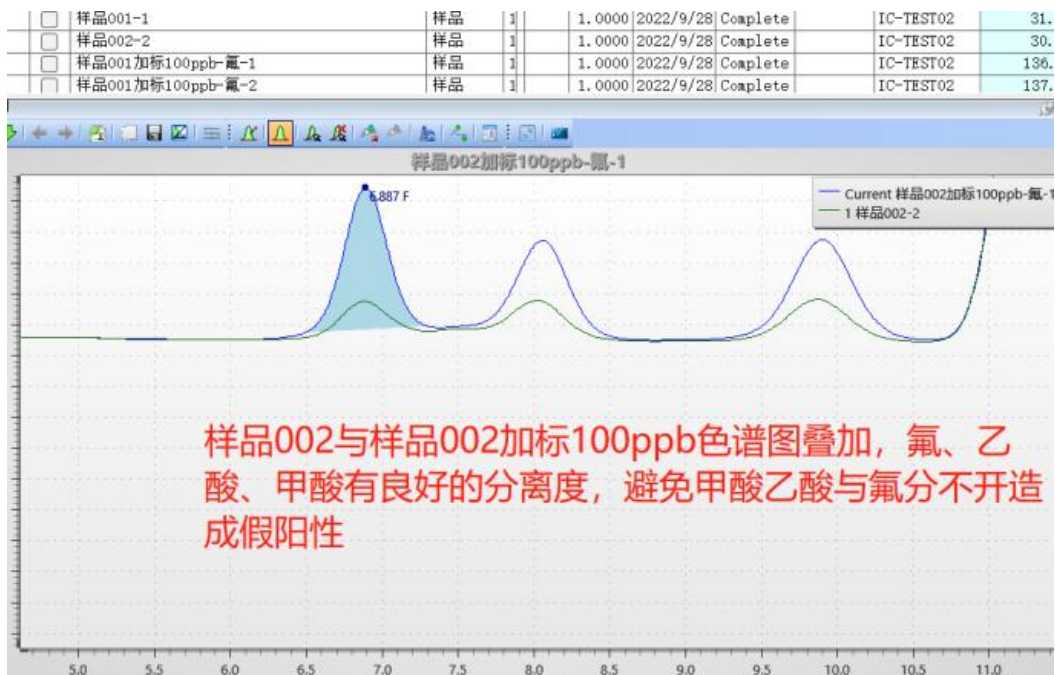 样品001-1 样品 1 1.0000 2022/9/28 Complete IC-TEST02 31.
样品002-2 样品 1 1.0000 2022/9/28 Complete IC-TEST02 30.
样品001加标100ppb-氟-1 样品 1 1.0000 2022/9/28 Complete IC-TEST02 136.
样品001加标100ppb-氟-2 样品 1 1.0000 2022/9/28 Complete IC-TEST02 137.
样品002加标100ppb-氟-1
6.887 F
Current 样品002加标100ppb-氟-1
1 样品002-2
样品002与样品002加标100ppb色谱图叠加，氟、乙
酸、甲酸有良好的分离度，避免甲酸乙酸与氟分不开造
成假阳性
5.0 5.5 6.0 6.5 7.0 7.5 8.0 8.5 9.0 9.5 10.0 10.5 11.0